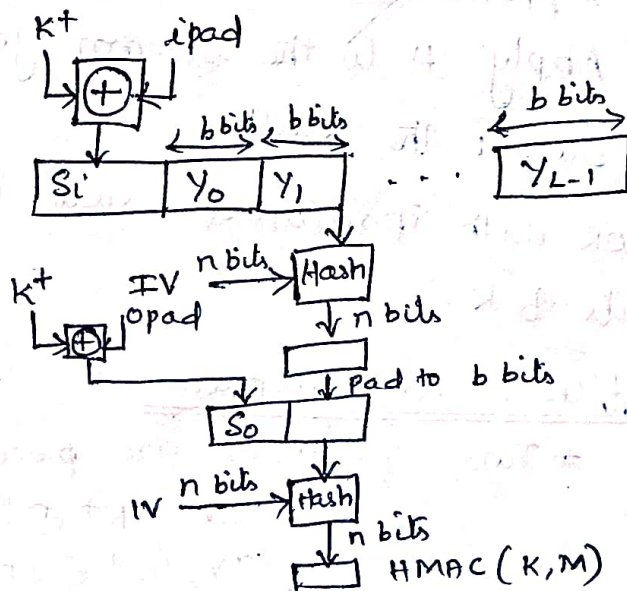 K+ ipad
+
b bits b bits b bits
Si Y0 Y1 .... YL-1
n bits Hash
K+ IV
opad n bits
+
pad to b bits
S0
IV n bits Hash
n bits
HMAC (K,M)